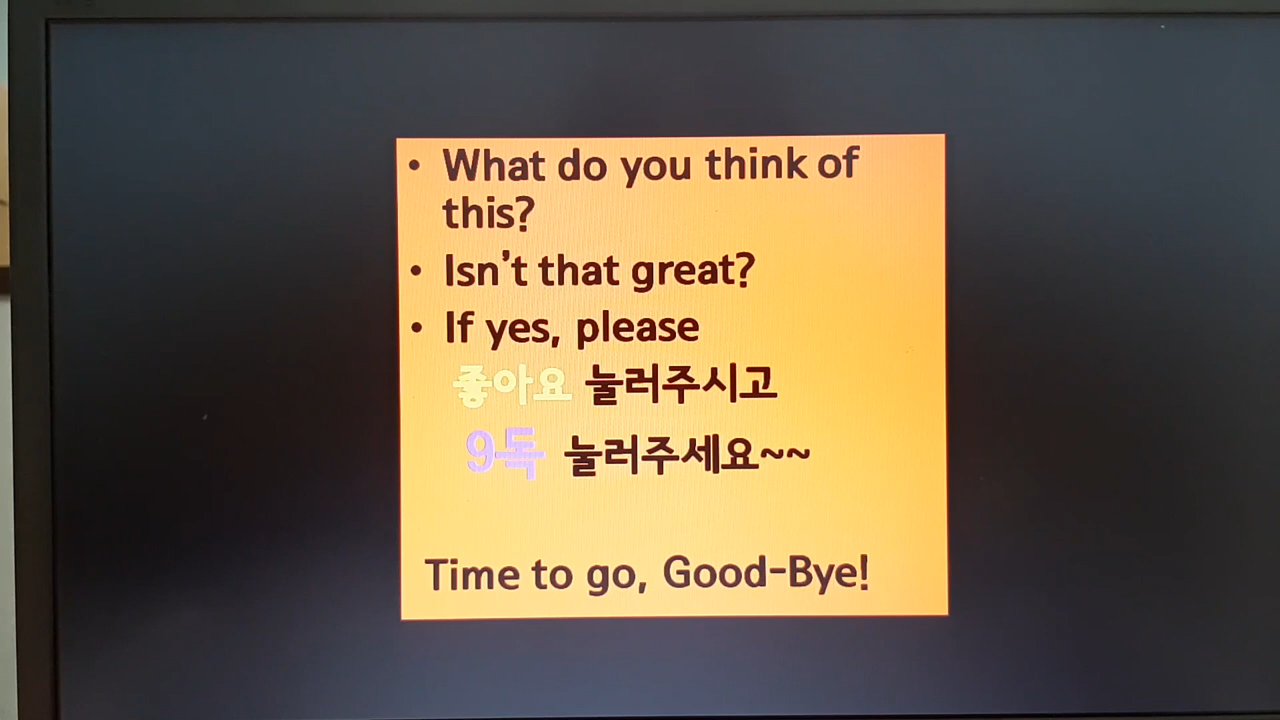 • What do you think of
this?
• Isn't that great?
• If yes, please
좋아요 눌러주시고
9독 눌러주세요~~
Time to go, Good-Bye!